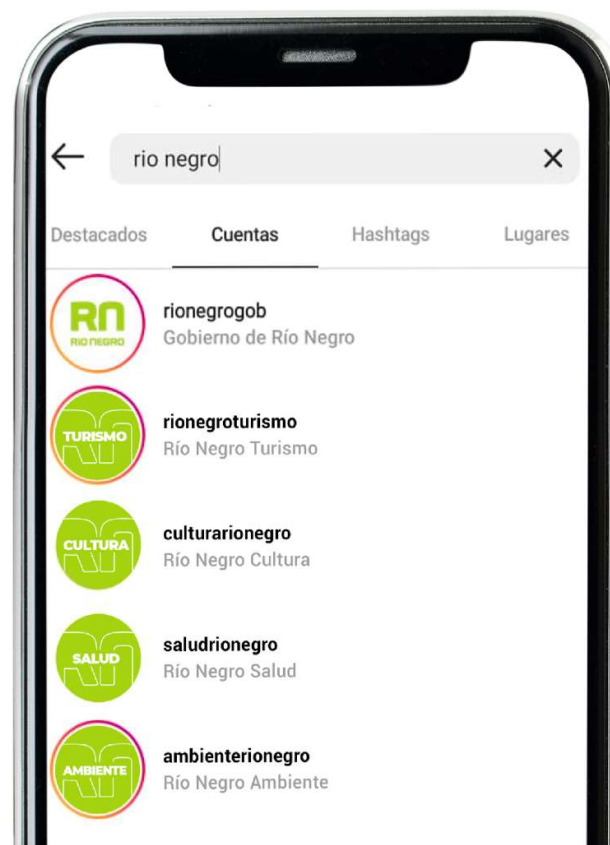 rio negro
Destacados Cuentas Hashtags Lugares
RN
RIO NEGRO
rionegrogob
Gobierno de Río Negro
TURISMO
rionegroturismo
Río Negro Turismo
CULTURA
culturarionegro
Río Negro Cultura
SALUD
saludrionegro
Río Negro Salud
AMBIENTE
ambienterionegro
Río Negro Ambiente